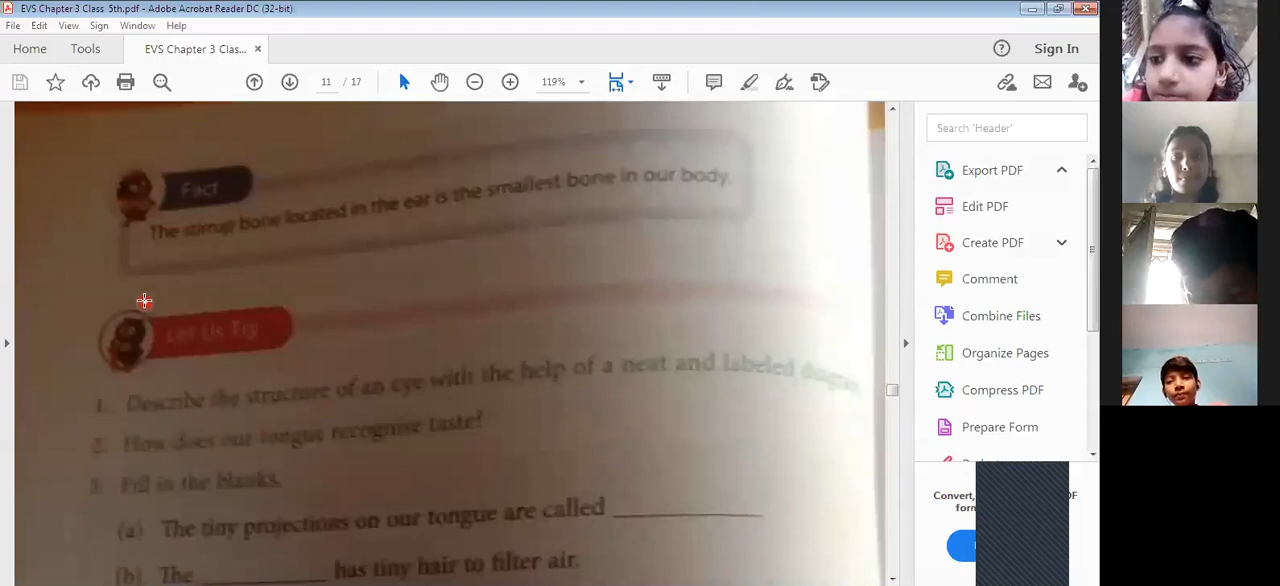 EVS Chapter 3 Class 5th.pdf - Adobe Acrobat Reader DC (32-bit)
File Edit View Sign Window Help
Home Tools EVS Chapter 3 Clas... × Sign In
11 / 17 119%
Search 'Header'
Export PDF
Edit PDF
Create PDF
Comment
Combine Files
Organize Pages
Compress PDF
Prepare Form
Convert,
Fact
The stirrup bone located in the ear is the smallest bone in our body.
Let Us Try
1. Describe the structure of an eye with the help of a neat and labeled
2. How does our tongue recognise taste?
3. Fill in the blanks.
(a) The tiny projections on our tongue are called ____________
(b) The ____________ has tiny hair to filter air.